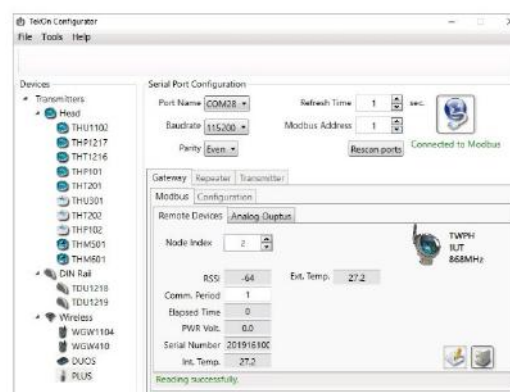 TekOn Configurator
File Tools Help
Devices
Transmitters
Head
THU1102
THP1217
THT1216
THP101
THT201
THU301
THT202
THP102
THM501
THM601
DIN Rail
TDU1218
TDU1219
Wireless
WGW1104
WGW410
DUOS
PLUS
Serial Port Configuration
Port Name COM28 Refresh Time 1 sec.
Baudrate 115200 Modbus Address 1
Parity Even Rescan ports Connected to Modbus
Gateway Repeater Transmitter
Modbus Configuration
Remote Devices Analog Ouptus
Node Index 2
TWPH
1UT
868MHz
RSSI -64 Ext. Temp. 27.2
Comm. Period 1
Elapsed Time 0
PWR Volt. 0.0
Serial Number 20191610C
Int. Temp. 27.2
Reading successfully.